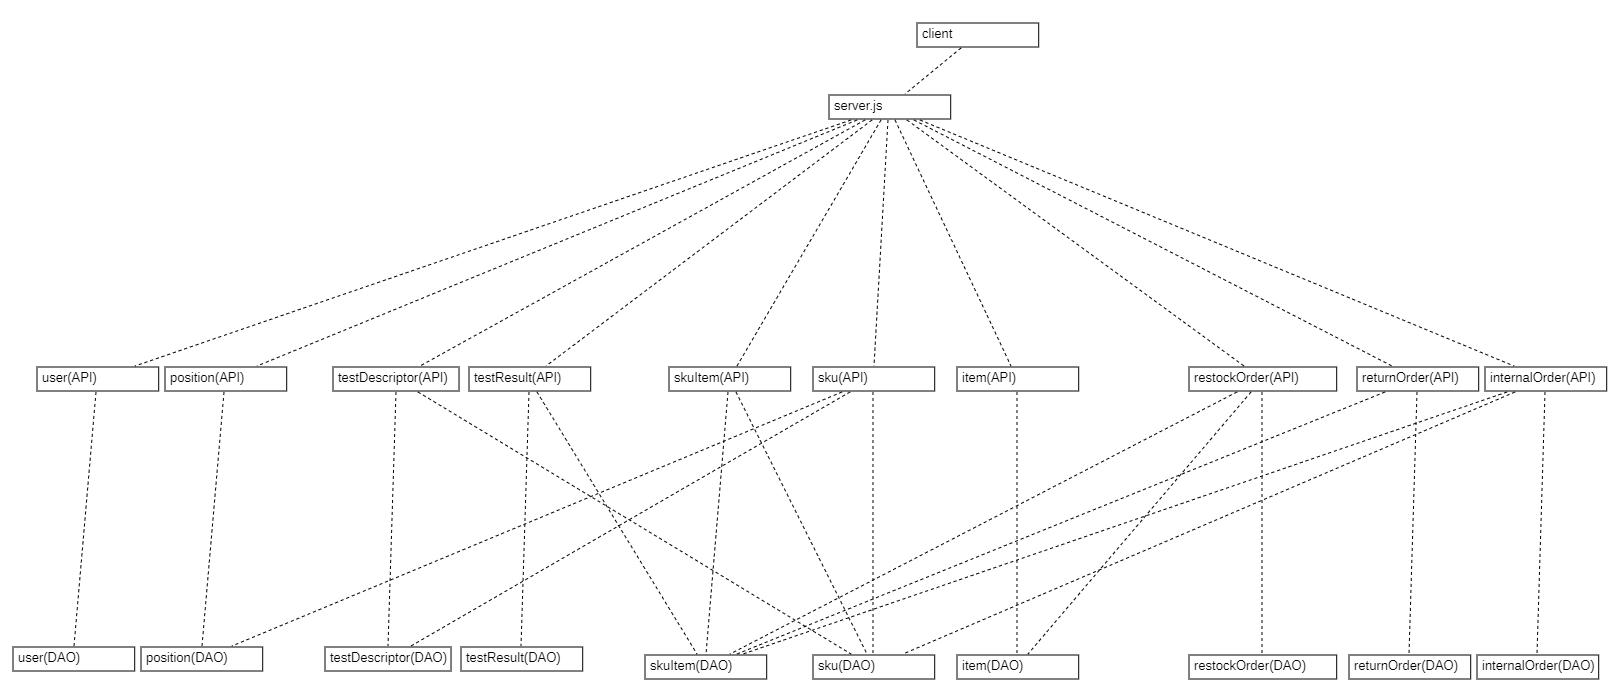 client
server.js
user(API)
position(API)
testDescriptor(API)
testResult(API)
skuItem(API)
sku(API)
item(API)
restockOrder(API)
returnOrder(API)
internalOrder(API)
user(DAO)
position(DAO)
testDescriptor(DAO)
testResult(DAO)
skuItem(DAO)
sku(DAO)
item(DAO)
restockOrder(DAO)
returnOrder(DAO)
internalOrder(DAO)